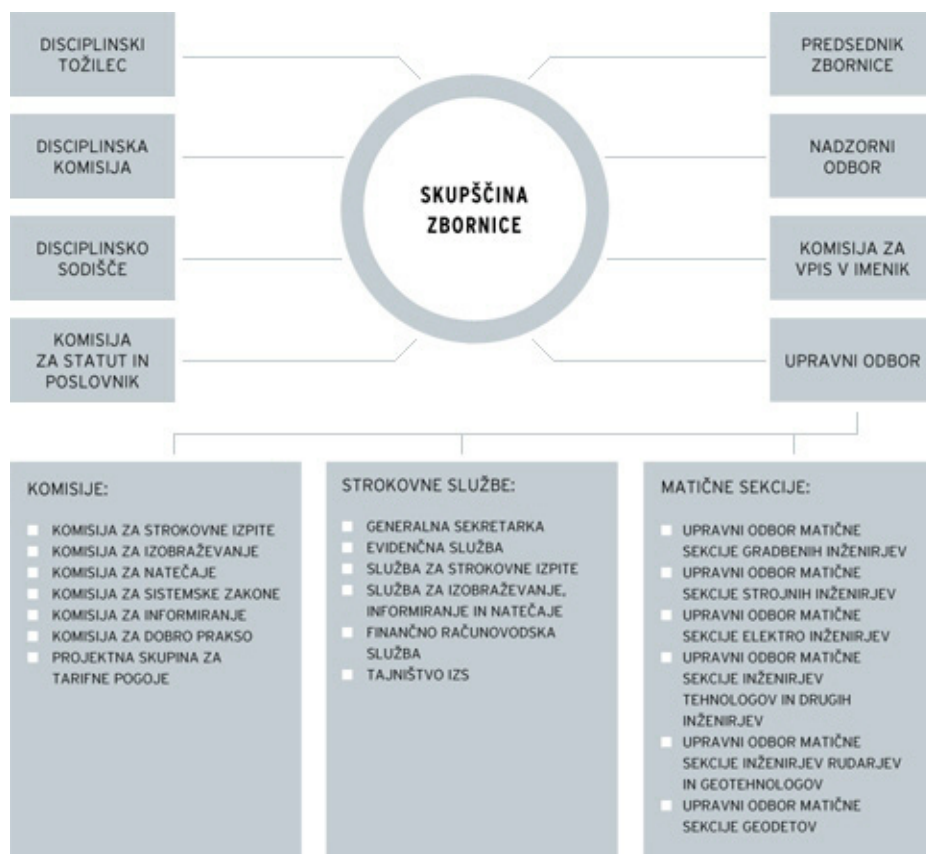 DISCIPLINSKI
TOŽILEC
DISCIPLINSKA
KOMISIJA
DISCIPLINSKO
SODIŠČE
KOMISIJA
ZA STATUT IN
POSLOVNIK
SKUPŠČINA
ZBORNICE
PREDSEDNIK
ZBORNICE
NADZORNI
ODBOR
KOMISIJA ZA
VPIS V IMENIK
UPRAVNI ODBOR
KOMISIJE:
KOMISIJA ZA STROKOVNE IZPITE
KOMISIJA ZA IZOBRAŽEVANJE
KOMISIJA ZA NATEČAJE
KOMISIJA ZA SISTEMSKE ZAKONE
KOMISIJA ZA INFORMIRANJE
KOMISIJA ZA DOBRO PRAKSO
PROJEKTNA SKUPINA ZA
TARIFNE POGOJE
STROKOVNE SLUŽBE:
GENERALNA SEKRETARKA
EVIDENČNA SLUŽBA
SLUŽBA ZA STROKOVNE IZPITE
SLUŽBA ZA IZOBRAŽEVANJE,
INFORMIRANJE IN NATEČAJE
FINANČNO RAČUNOVODSKA
SLUŽBA
TAJNIŠTVO IZS
MATIČNE SEKCIJE:
UPRAVNI ODBOR MATIČNE
SEKCIJE GRADBENIH INŽENIRJEV
UPRAVNI ODBOR MATIČNE
SEKCIJE STROJNIH INŽENIRJEV
UPRAVNI ODBOR MATIČNE
SEKCIJE ELEKTRO INŽENIRJEV
UPRAVNI ODBOR MATIČNE
SEKCIJE INŽENIRJEV
TEHNOLOGOV IN DRUGIH
INŽENIRJEV
UPRAVNI ODBOR MATIČNE
SEKCIJE INŽENIRJEV RUDARJEV
IN GEOTEHNOLOGOV
UPRAVNI ODBOR MATIČNE
SEKCIJE GEODETOV